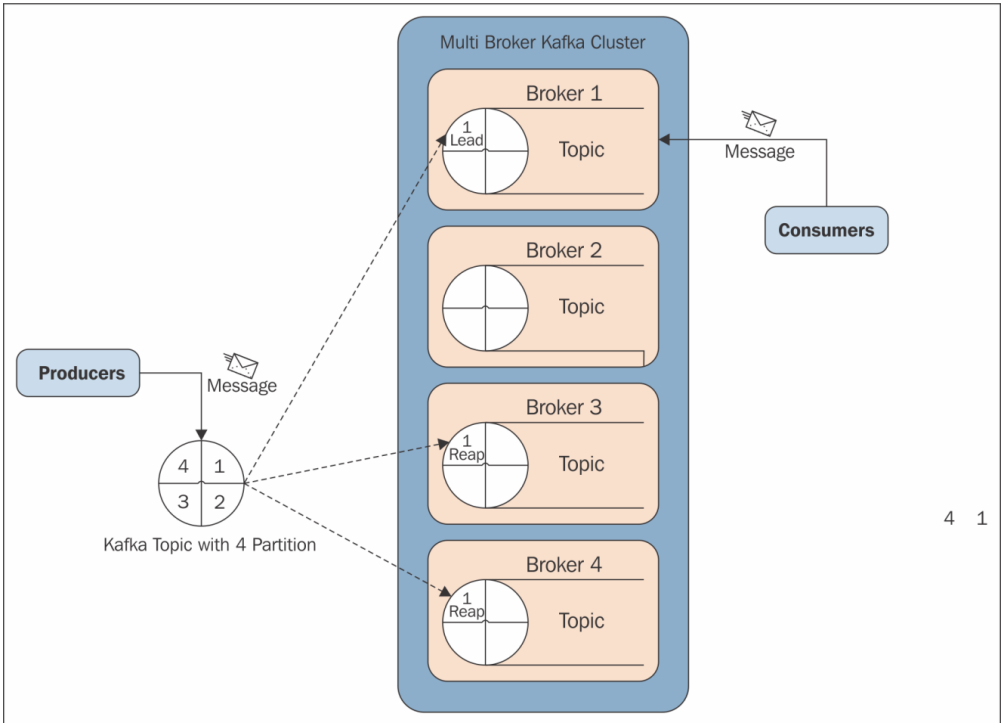 Multi Broker Kafka Cluster
Broker 1
1
Lead
Topic
Message
Consumers
Broker 2
Topic
Producers
Message
Broker 3
1
Reap
Topic
4 1
3 2
Kafka Topic with 4 Partition
4 1
Broker 4
1
Reap
Topic